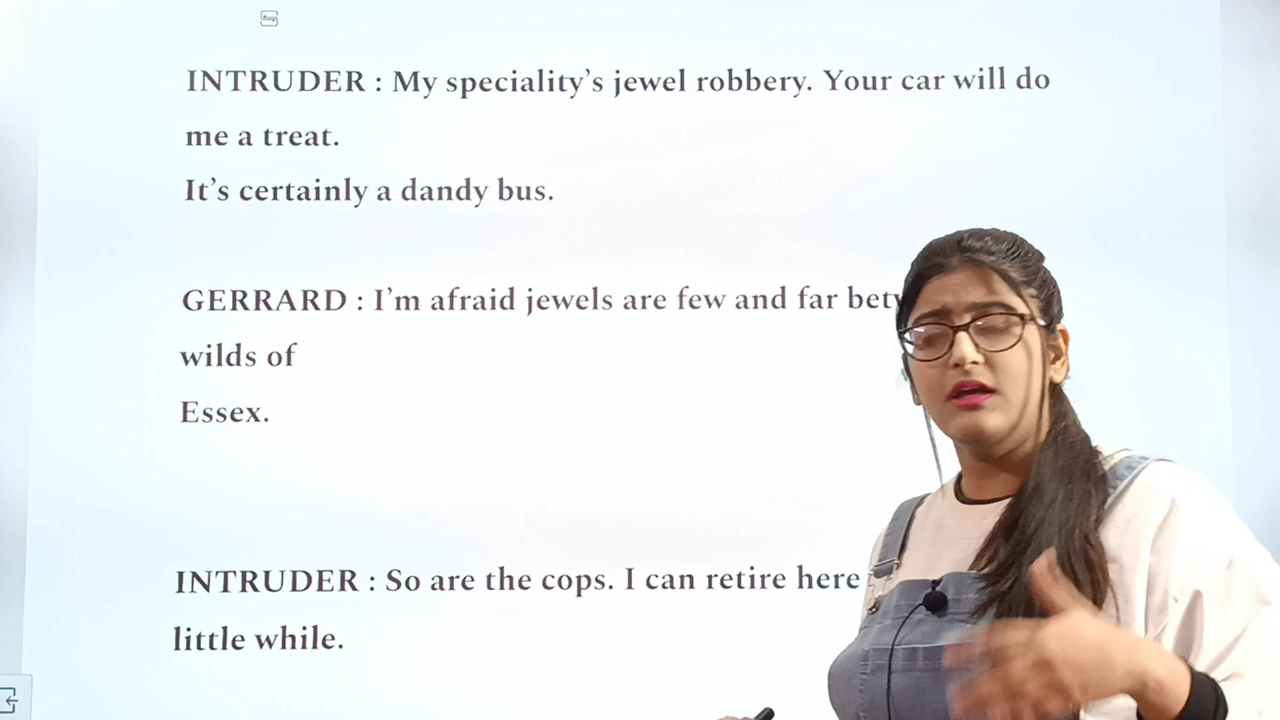 INTRUDER : My speciality's jewel robbery. Your car will do
me a treat.
It's certainly a dandy bus.
GERRARD : I'm afraid jewels are few and far
wilds of
Essex.
INTRUDER : So are the cops. I can retire here
little while.